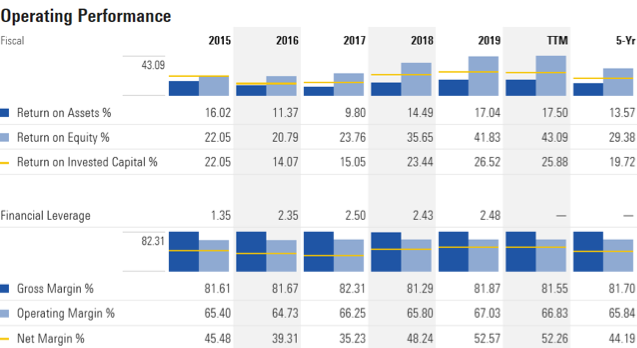 Operating Performance
Fiscal 2015 2016 2017 2018 2019 TTM 5-Yr
43.09
Return on Assets % 16.02 11.37 9.80 14.49 17.04 17.50 13.57
Return on Equity % 22.05 20.79 23.76 35.65 41.83 43.09 29.38
Return on Invested Capital % 22.05 14.07 15.05 23.44 26.52 25.88 19.72
Financial Leverage 1.35 2.35 2.50 2.43 2.48 — —
82.31
Gross Margin % 81.61 81.67 82.31 81.29 81.87 81.55 81.70
Operating Margin % 65.40 64.73 66.25 65.80 67.03 66.83 65.84
Net Margin % 45.48 39.31 35.23 48.24 52.57 52.26 44.19